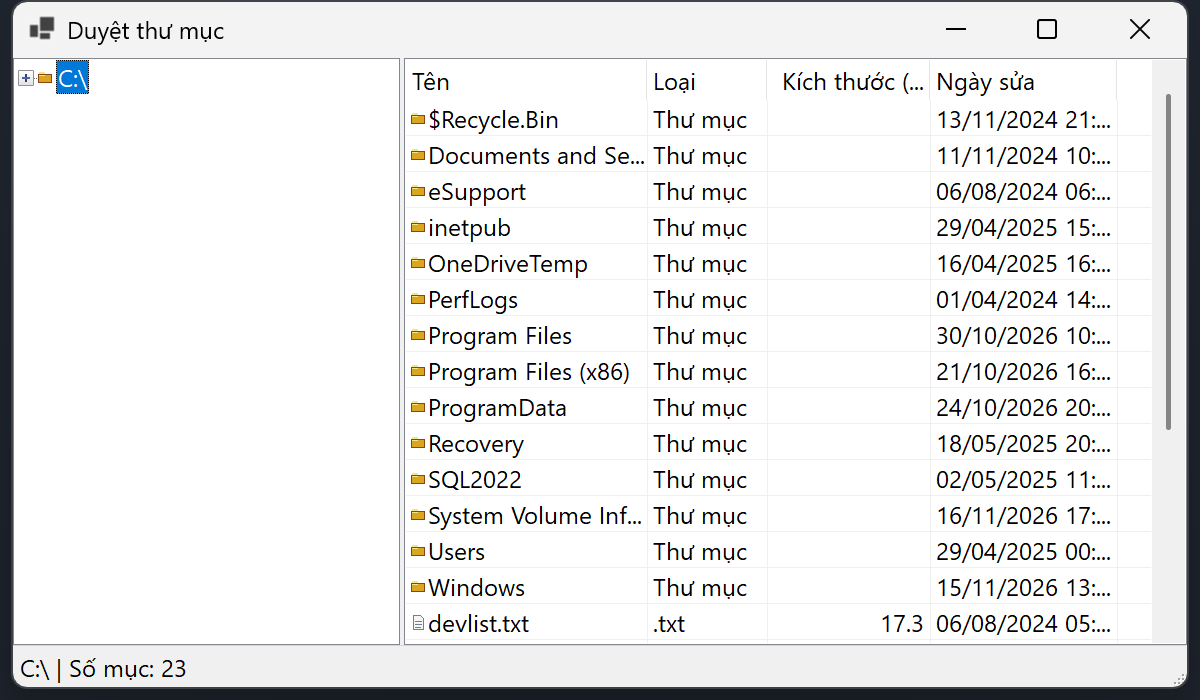 Duyệt thư mục
C:\
Tên Loại Kích thước (... Ngày sửa
$Recycle.Bin Thư mục 13/11/2024 21:...
Documents and Se... Thư mục 11/11/2024 10:...
eSupport Thư mục 06/08/2024 06:...
inetpub Thư mục 29/04/2025 15:...
OneDriveTemp Thư mục 16/04/2025 16:...
PerfLogs Thư mục 01/04/2024 14:...
Program Files Thư mục 30/10/2026 10:...
Program Files (x86) Thư mục 21/10/2026 16:...
ProgramData Thư mục 24/10/2026 20:...
Recovery Thư mục 18/05/2025 20:...
SQL2022 Thư mục 02/05/2025 11:...
System Volume Inf... Thư mục 16/11/2026 17:...
Users Thư mục 29/04/2025 00:...
Windows Thư mục 15/11/2026 13:...
devlist.txt .txt 17.3 06/08/2024 05:...
C:\ | Số mục: 23